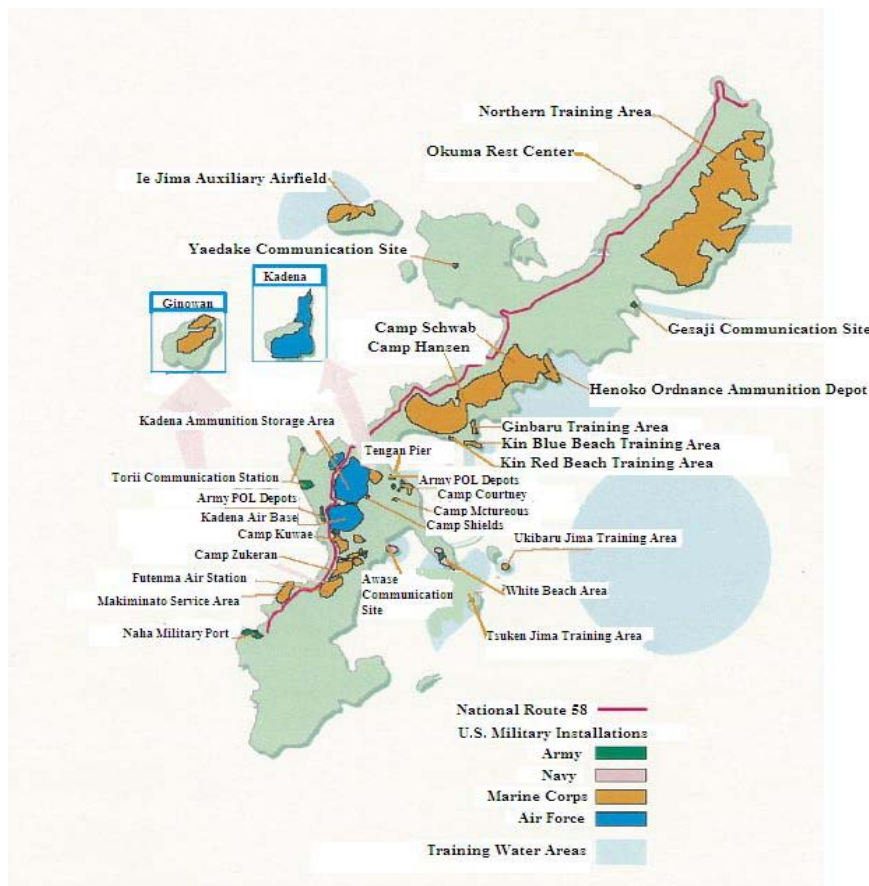 Northern Training Area
Okuma Rest Center
Ie Jima Auxiliary Airfield
Yaedake Communication Site
Kadena
Ginowan
Gesaji Communication Site
Camp Schwab
Camp Hansen
Henoko Ordnance Ammunition Depot
Kadena Ammunition Storage Area
Ginbaru Training Area
Kin Blue Beach Training Area
Kin Red Beach Training Area
Tengan Pier
Torii Communication Station
Army POL Depots
Army POL Depots
Camp Courtney
Kadena Air Base
Camp Mctureous
Camp Shields
Camp Kuwae
Ukibaru Jima Training Area
Camp Zukeran
Futenma Air Station
Awase
Communication
Site
White Beach Area
Makiminato Service Area
Naha Military Port
Tsuken Jima Training Area
National Route 58
U.S. Military Installations
Army
Navy
Marine Corps
Air Force
Training Water Areas